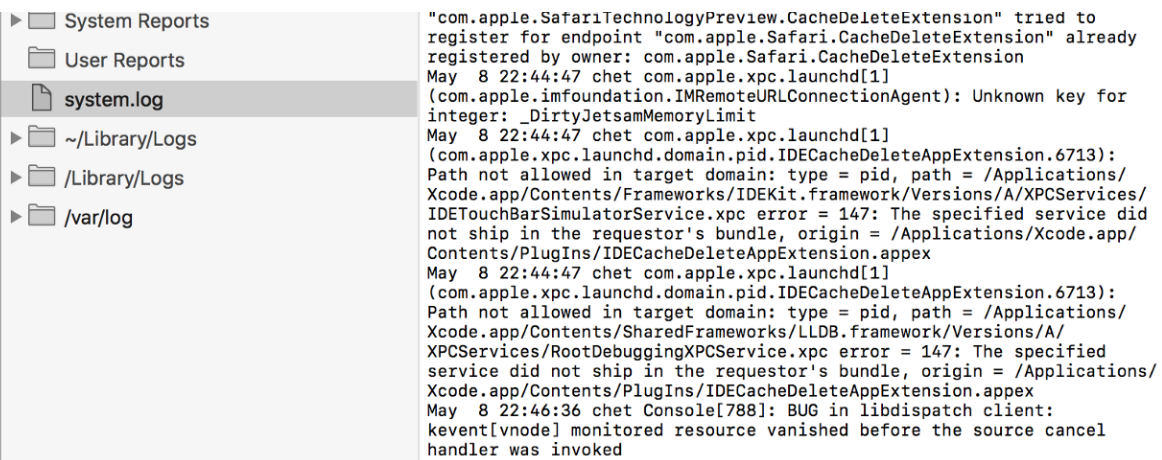 System Reports
User Reports
system.log
~/Library/Logs
/Library/Logs
/var/log
"com.apple.SafariTechnologyPreview.CacheDeleteExtension" tried to
register for endpoint "com.apple.Safari.CacheDeleteExtension" already
registered by owner: com.apple.Safari.CacheDeleteExtension
May  8 22:44:47 chet com.apple.xpc.launchd[1]
(com.apple.imfoundation.IMRemoteURLConnectionAgent): Unknown key for
integer: _DirtyJetsamMemoryLimit
May  8 22:44:47 chet com.apple.xpc.launchd[1]
(com.apple.xpc.launchd.domain.pid.IDECacheDeleteAppExtension.6713):
Path not allowed in target domain: type = pid, path = /Applications/
Xcode.app/Contents/Frameworks/IDEKit.framework/Versions/A/XPCServices/
IDETouchBarSimulatorService.xpc error = 147: The specified service did
not ship in the requestor's bundle, origin = /Applications/Xcode.app/
Contents/PlugIns/IDECacheDeleteAppExtension.appex
May  8 22:44:47 chet com.apple.xpc.launchd[1]
(com.apple.xpc.launchd.domain.pid.IDECacheDeleteAppExtension.6713):
Path not allowed in target domain: type = pid, path = /Applications/
Xcode.app/Contents/SharedFrameworks/LLDB.framework/Versions/A/
XPCServices/RootDebuggingXPCService.xpc error = 147: The specified
service did not ship in the requestor's bundle, origin = /Applications/
Xcode.app/Contents/PlugIns/IDECacheDeleteAppExtension.appex
May  8 22:46:36 chet Console[788]: BUG in libdispatch client:
kevent[vnode] monitored resource vanished before the source cancel
handler was invoked